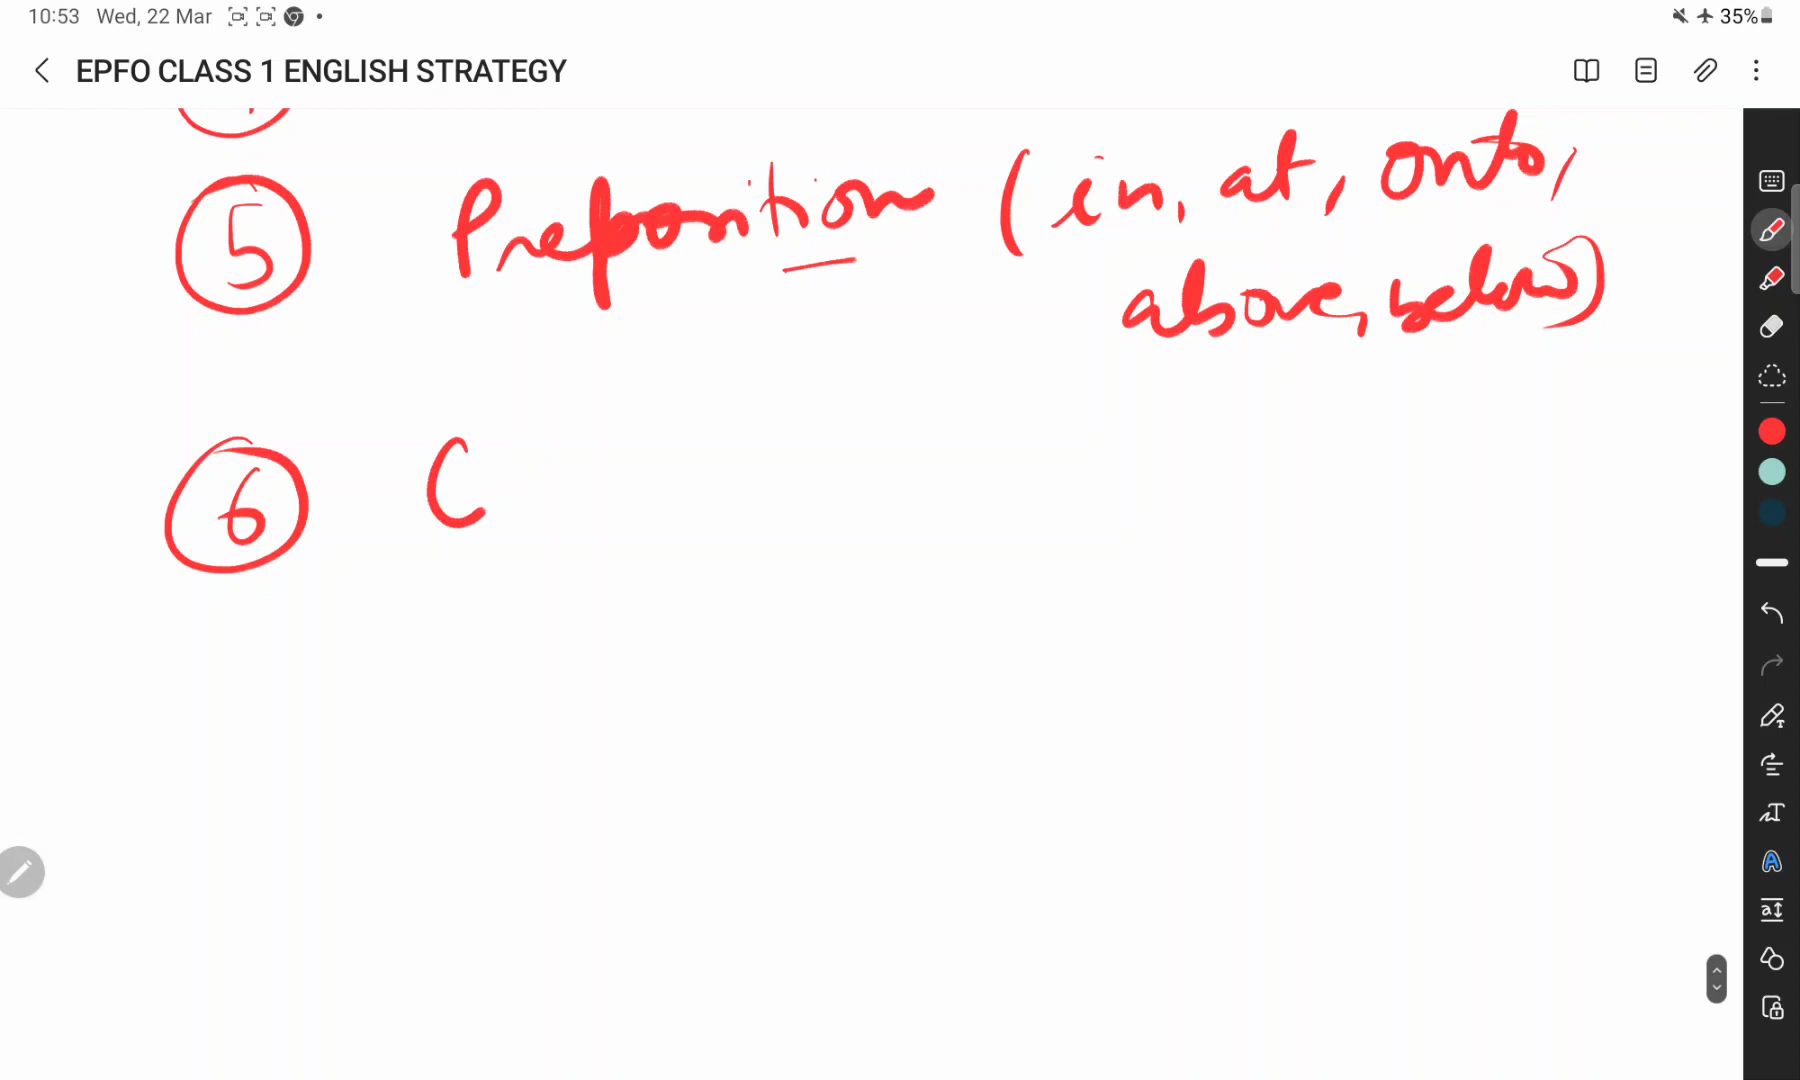 10:53 Wed, 22 Mar 35%
EPFO CLASS 1 ENGLISH STRATEGY
5 Preposition (in, at, onto,
above, below)
6 C